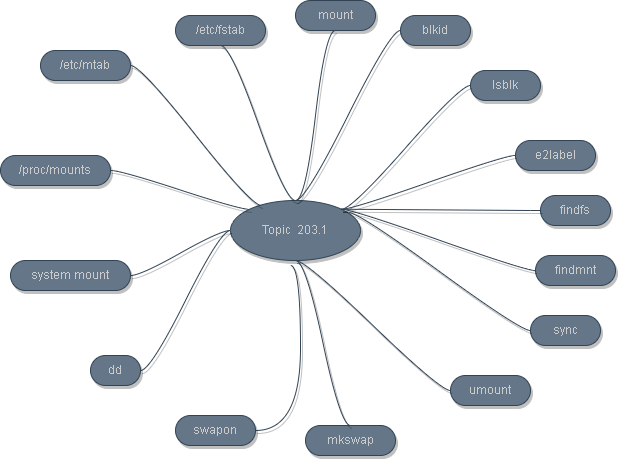 mount
/etc/fstab
blkid
/etc/mtab
lsblk
e2label
/proc/mounts
findfs
Topic 203.1
findmnt
system mount
sync
dd
umount
swapon
mkswap